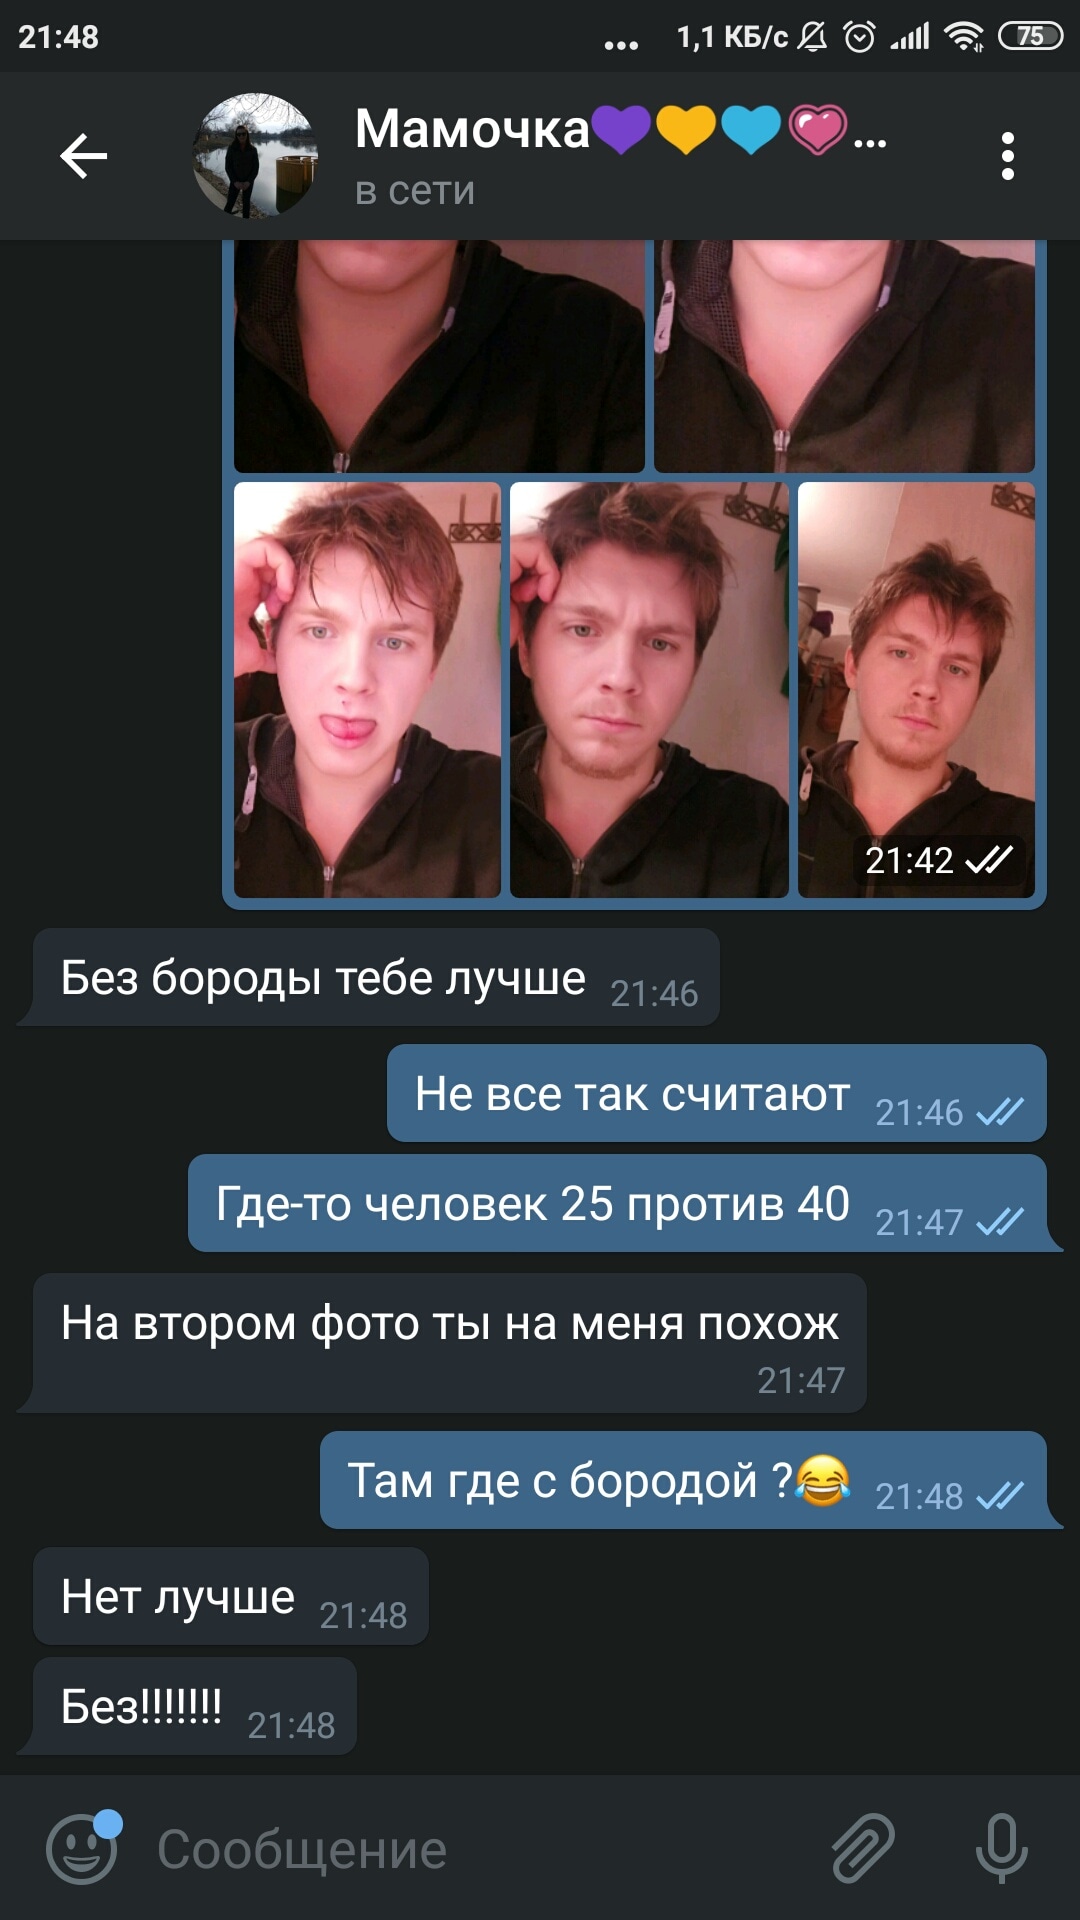 21:48
... 1,1 КБ/с 75
Мамочка💜💛💙💗...
в сети
21:42
Без бороды тебе лучше 21:46
Не все так считают 21:46
Где-то человек 25 против 40 21:47
На втором фото ты на меня похож
21:47
Там где с бородой ?😂 21:48
Нет лучше 21:48
Без!!!!!!! 21:48
Сообщение